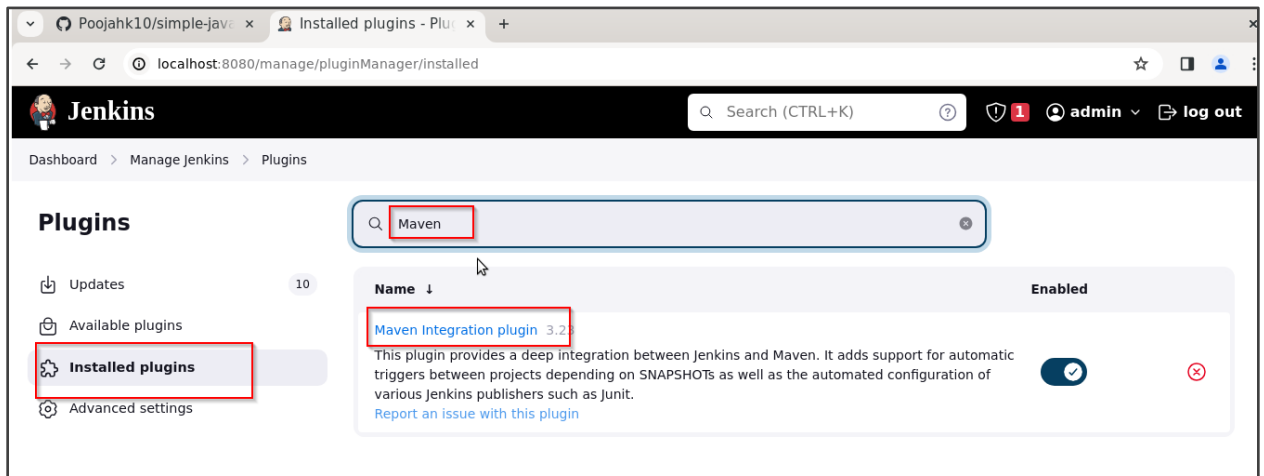 Poojahk10/simple-java
Installed plugins - Plug
localhost:8080/manage/pluginManager/installed
Jenkins
Search (CTRL+K)
1
admin
log out
Dashboard > Manage Jenkins > Plugins
Plugins
Maven
Updates
10
Available plugins
Installed plugins
Advanced settings
Name ↓
Enabled
Maven Integration plugin 3.23
This plugin provides a deep integration between Jenkins and Maven. It adds support for automatic
triggers between projects depending on SNAPSHOTs as well as the automated configuration of
various Jenkins publishers such as Junit.
Report an issue with this plugin